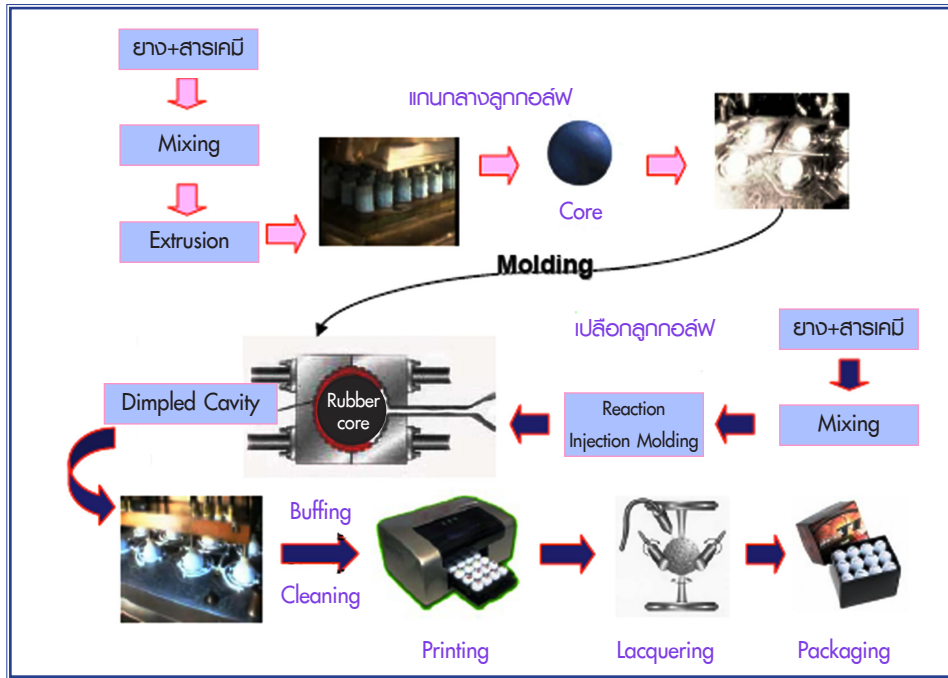 ยาง+สารเคมี
Mixing
Extrusion
แกนกลางลูกกอล์ฟ
Core
Molding
เปลือกลูกกอล์ฟ
ยาง+สารเคมี
Mixing
Reaction
Injection Molding
Rubber
core
Dimpled Cavity
Buffing
Cleaning
Printing
Lacquering
Packaging